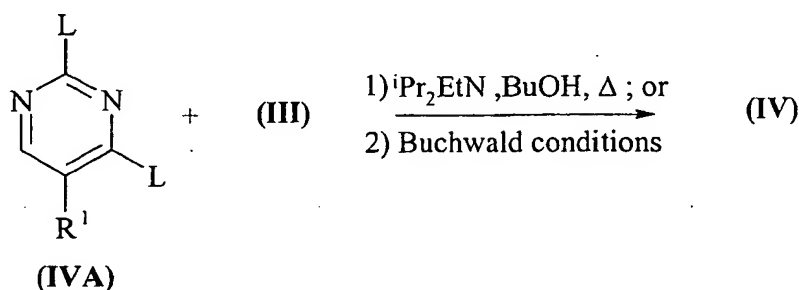 L
N N
L
R¹
(IVA)
+
(III)
1) ⁱPr₂EtN ,BuOH, Δ ; or
2) Buchwald conditions
(IV)